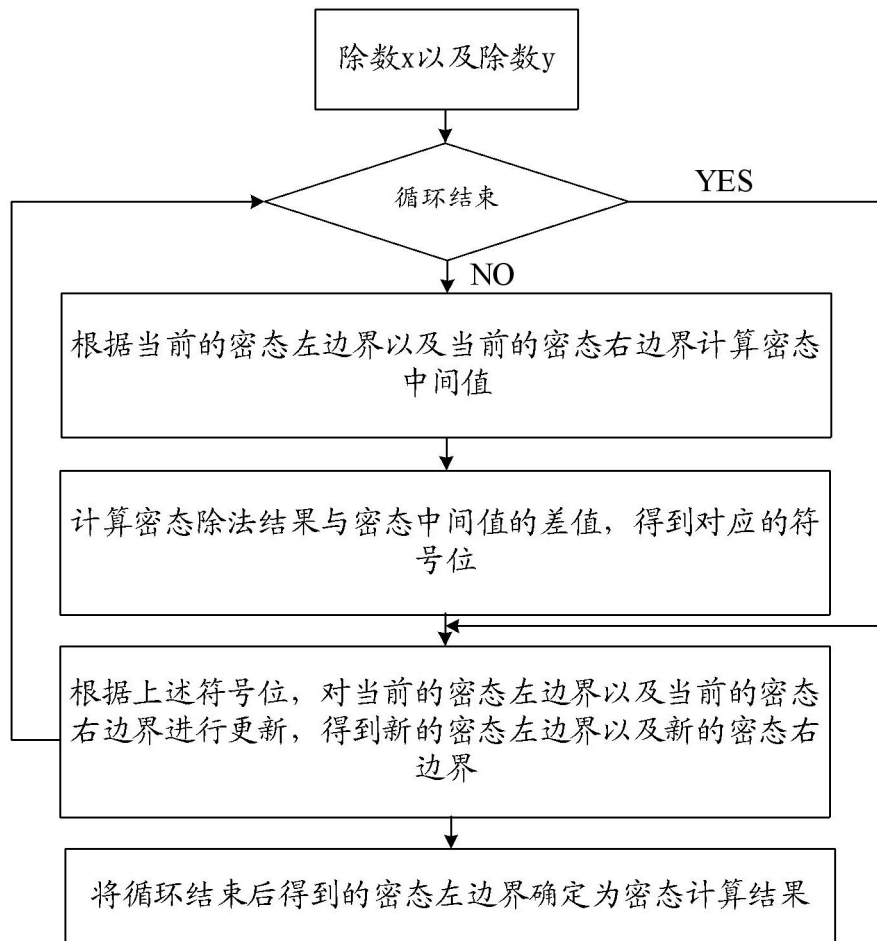 除数x以及除数y
循环结束
YES
NO
根据当前的密态左边界以及当前的密态右边界计算密态
中间值
计算密态除法结果与密态中间值的差值，得到对应的符
号位
根据上述符号位，对当前的密态左边界以及当前的密态
右边界进行更新，得到新的密态左边界以及新的密态右
边界
将循环结束后得到的密态左边界确定为密态计算结果